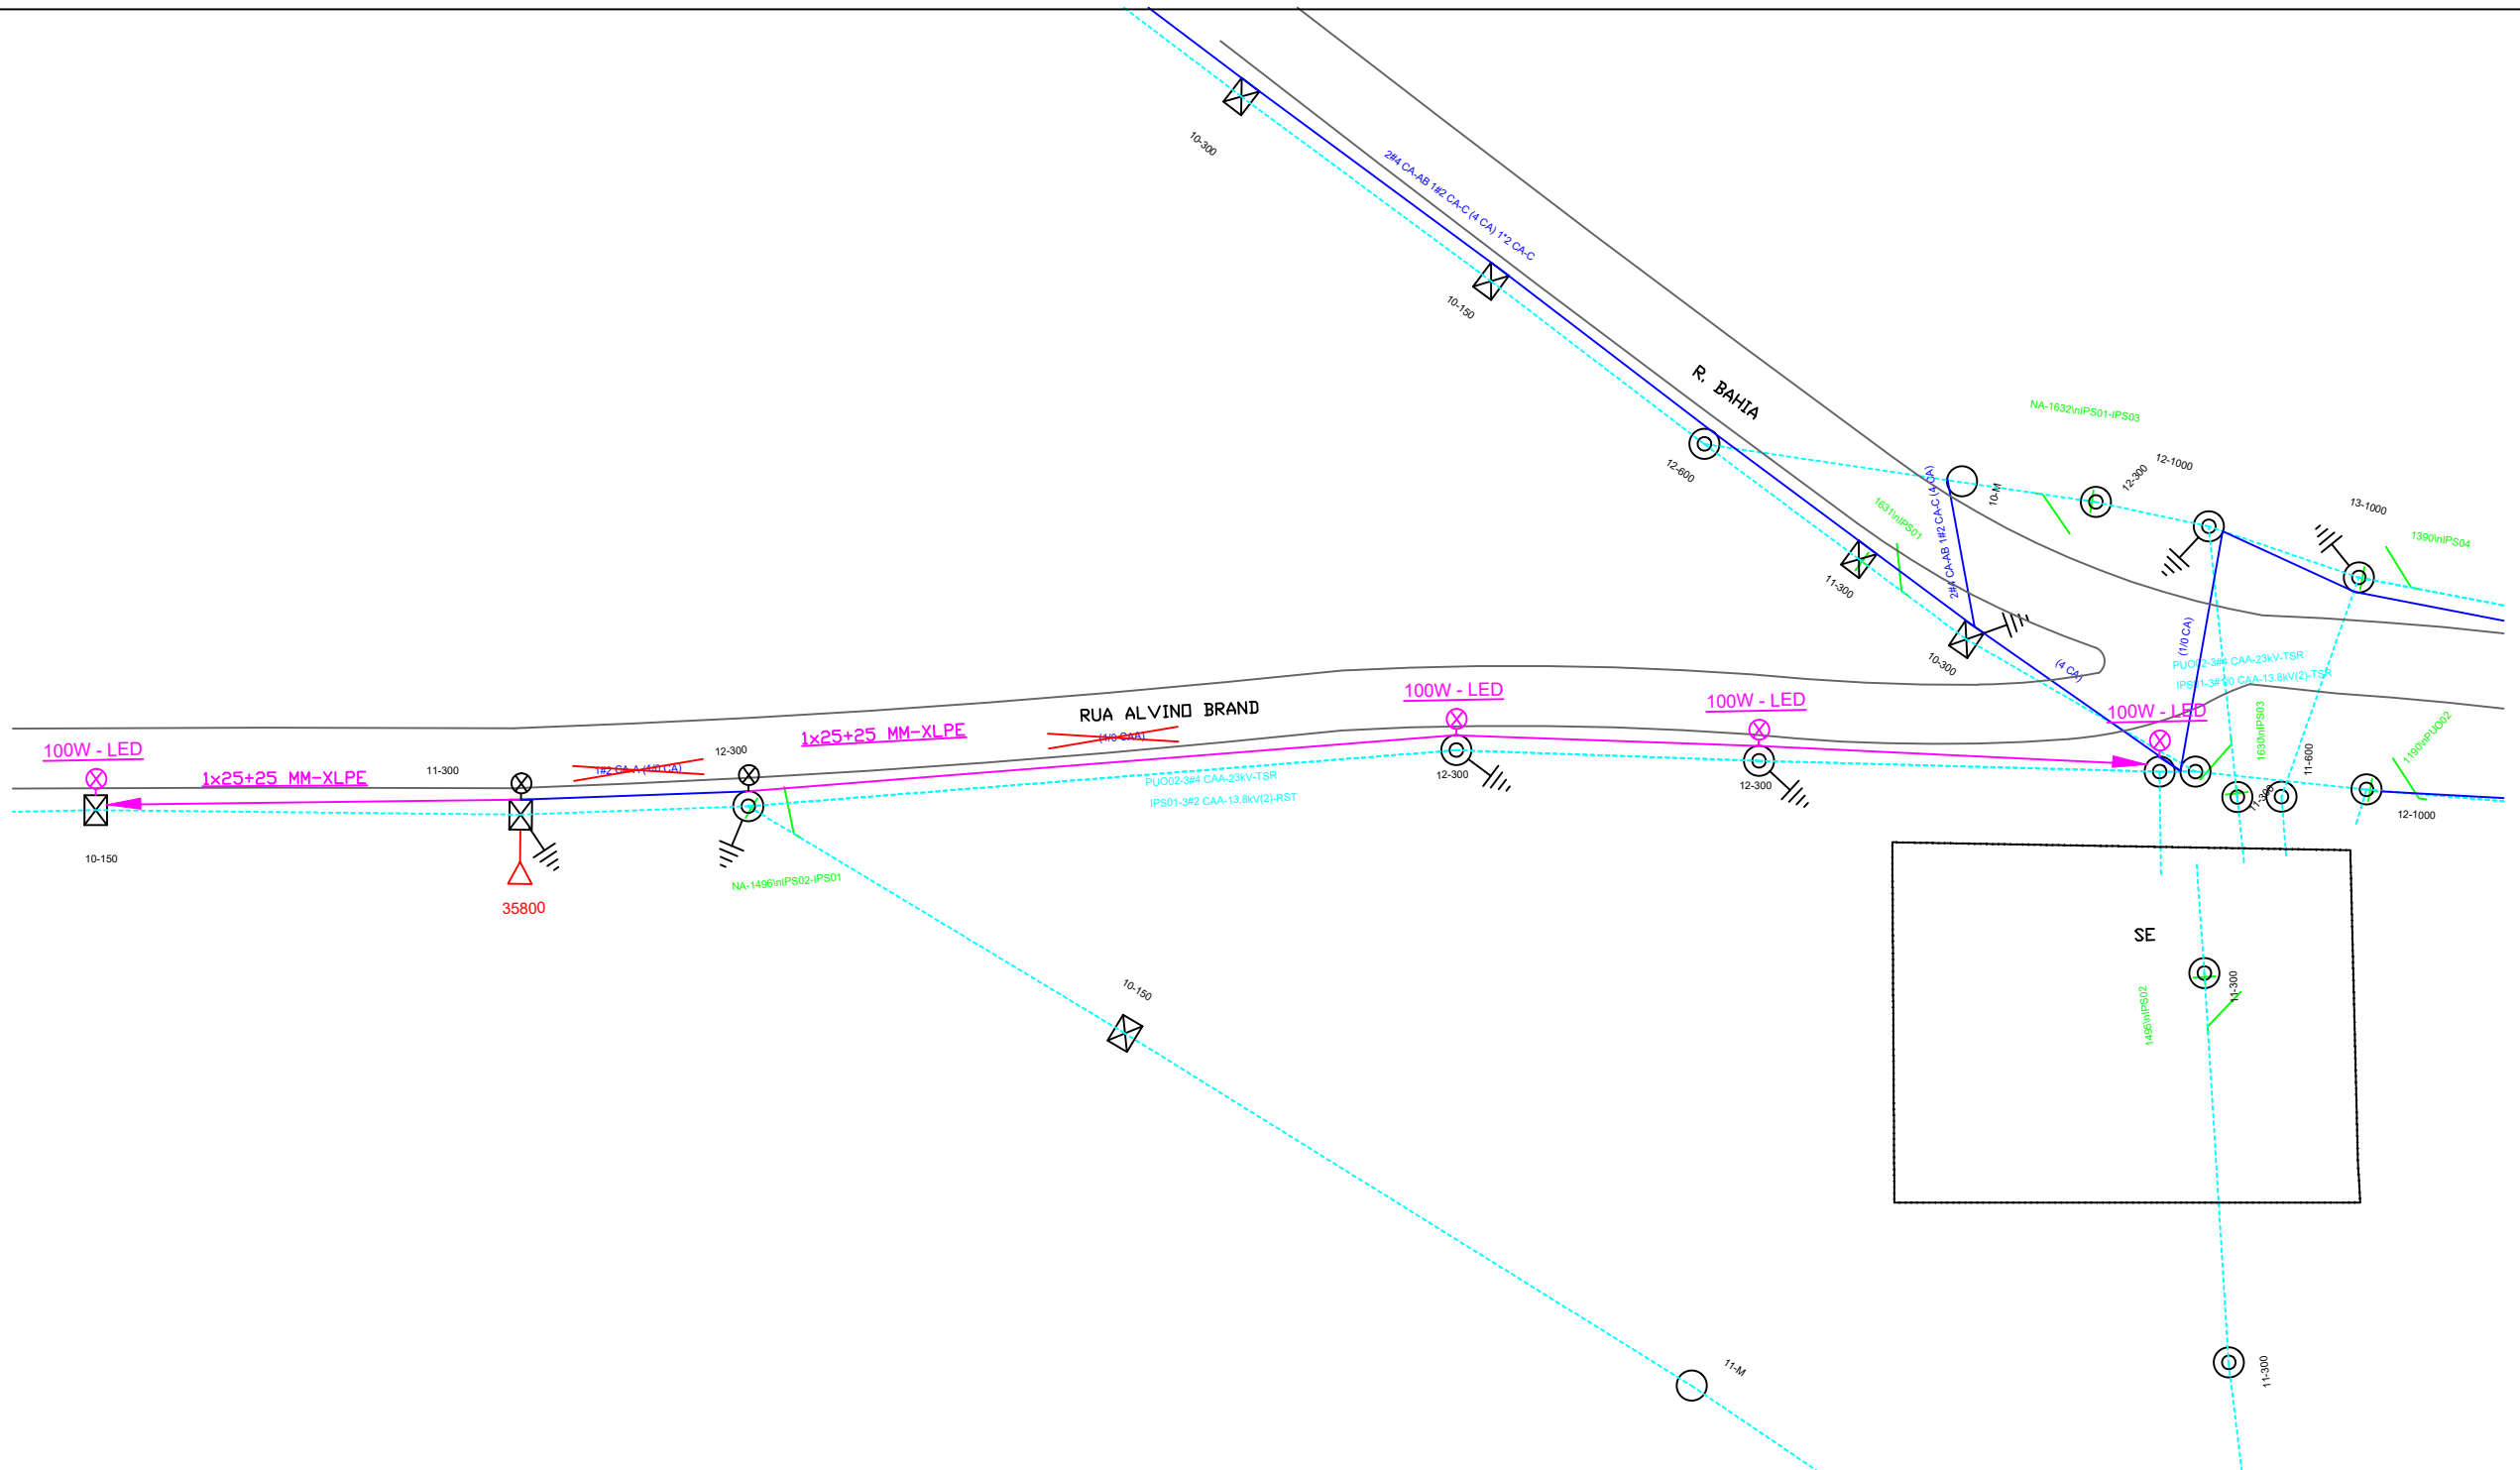 10-300
2#4 CA-AB 1#2 CA-C (4 CA) 1*2 CA-C
10-150
R. BAHIA
NA-1632\nIPS01-IPS03
12-600
12-300
12-1000
10-M
13-1000
1390\nIPS04
1631\nIPS01
2#4 CA-AB 1#2 CA-C (4 CA)
11-300
10-300
(4 CA)
(1/0 CA)
PUO02-3#4 CAA-23kV-TSR
CAA-13.8kV(2)-TSR
100W - LED
100W - LED
100W - LED
RUA ALVINO BRAND
1x25+25 MM-XLPE
(1/0 CAA)
100W - LED
1x25+25 MM-XLPE
11-300
1#2 CA-A (1/0 CA)
12-300
12-300
12-300
PUO02-3#4 CAA-23kV-TSR
IPS01-3#2 CAA-13.8kV(2)-RST
1630\nIPS03
11-600
11-300
1190\nPUO02
12-1000
10-150
35800
NA-1496\nIPS02-IPS01
SE
10-150
11-300
1495\nIPS02
11-M
11-300